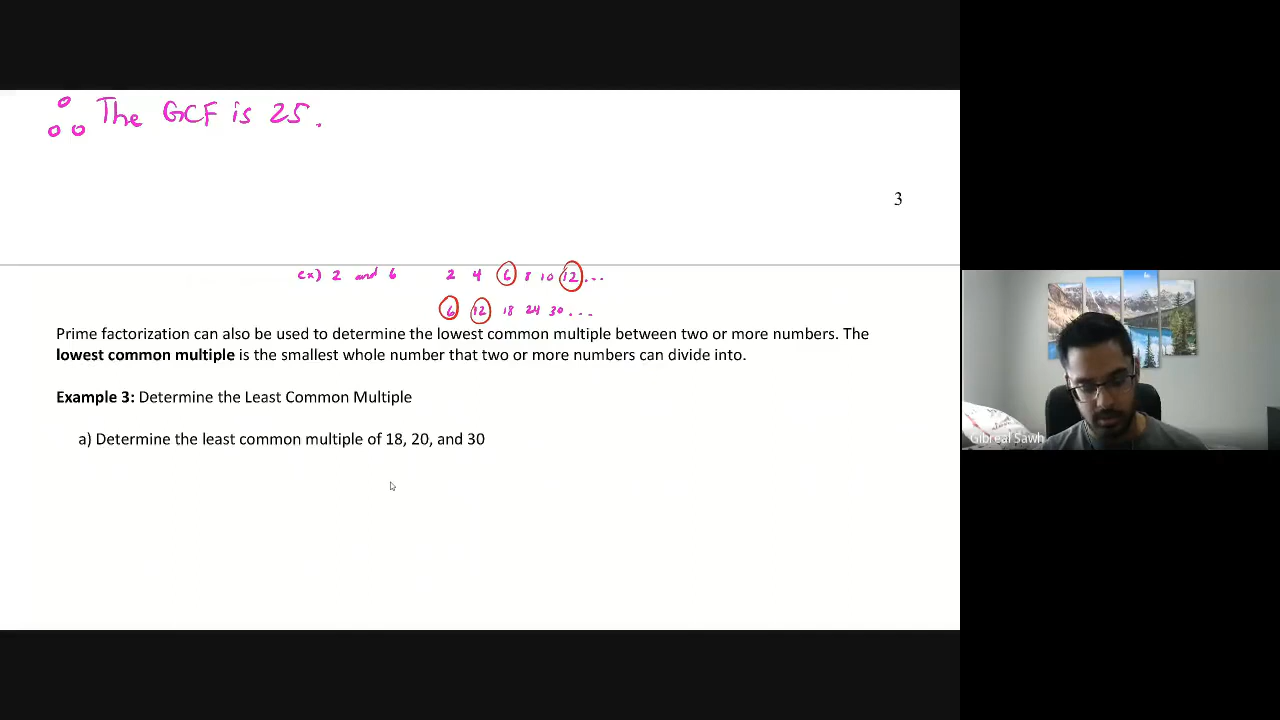 ∴ The GCF is 25.
3
ex) 2 and 6 2 4 6 8 10 12 ...
6 12 18 24 30 ...
Prime factorization can also be used to determine the lowest common multiple between two or more numbers. The
lowest common multiple is the smallest whole number that two or more numbers can divide into.
Example 3: Determine the Least Common Multiple
a) Determine the least common multiple of 18, 20, and 30
Gibreal Sawh